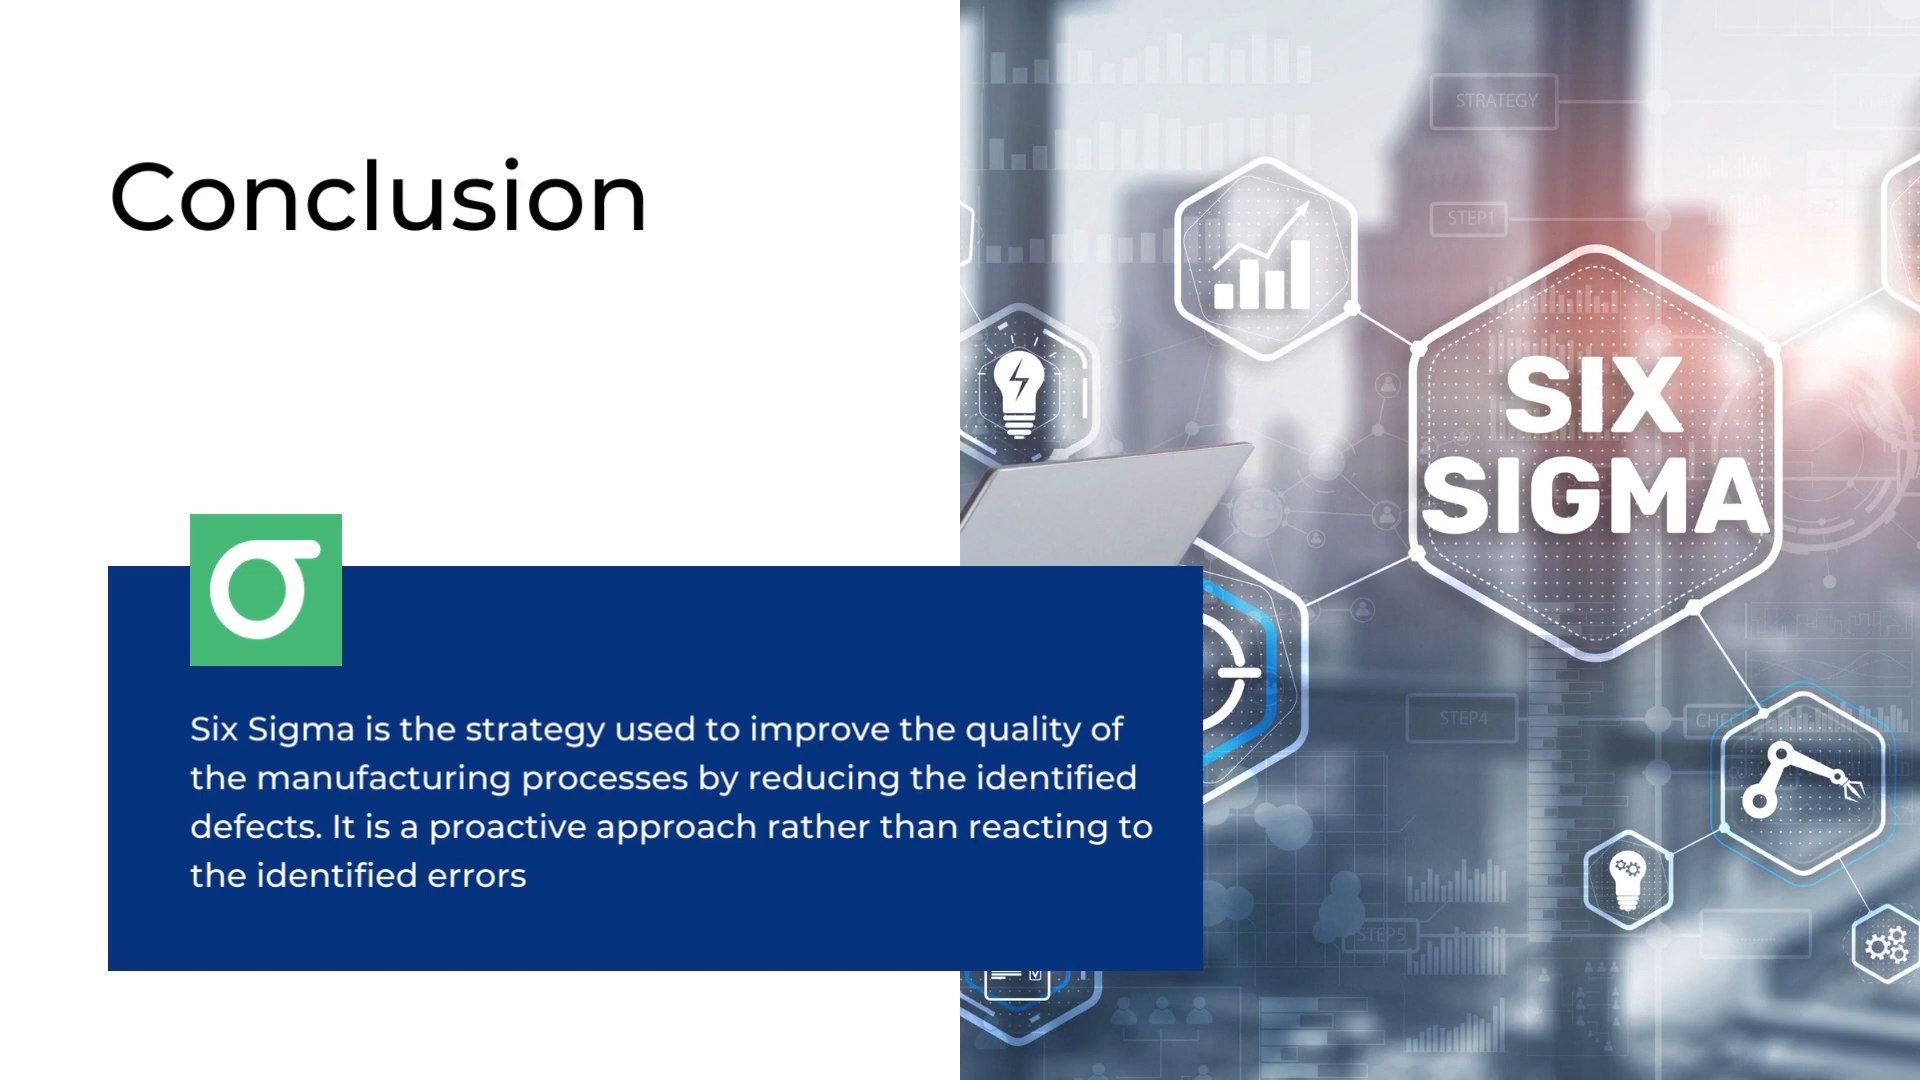 Conclusion
σ
Six Sigma is the strategy used to improve the quality of
the manufacturing processes by reducing the identified
defects. It is a proactive approach rather than reacting to
the identified errors
STRATEGY
STEP1
SIX
SIGMA
STEP4
STEP5